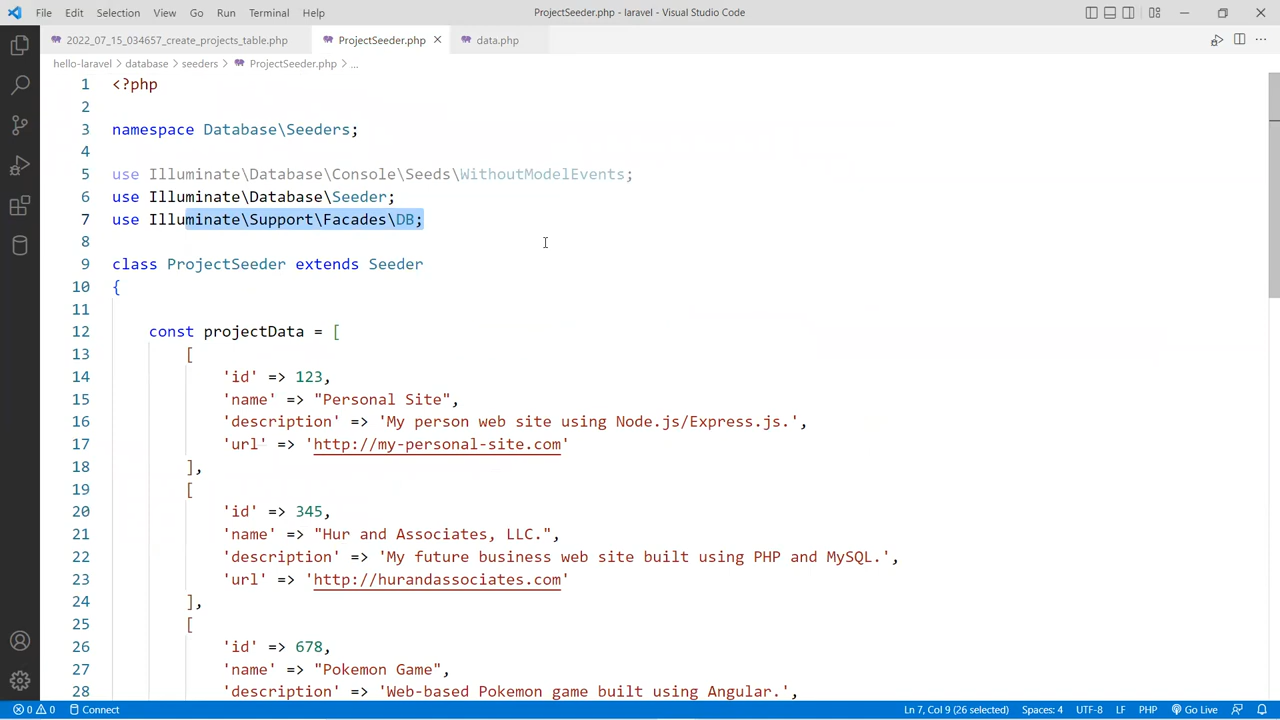 File Edit Selection View Go Run Terminal Help
ProjectSeeder.php - laravel - Visual Studio Code
2022_07_15_034657_create_projects_table.php ProjectSeeder.php data.php
hello-laravel > database > seeders > ProjectSeeder.php > ...
1 <?php
2
3 namespace Database\Seeders;
4
5 use Illuminate\Database\Console\Seeds\WithoutModelEvents;
6 use Illuminate\Database\Seeder;
7 use Illuminate\Support\Facades\DB;
8
9 class ProjectSeeder extends Seeder
10 {
11
12 const projectData = [
13 [
14 'id' => 123,
15 'name' => "Personal Site",
16 'description' => 'My person web site using Node.js/Express.js.',
17 'url' => 'http://my-personal-site.com'
18 ],
19 [
20 'id' => 345,
21 'name' => "Hur and Associates, LLC.",
22 'description' => 'My future business web site built using PHP and MySQL.',
23 'url' => 'http://hurandassociates.com'
24 ],
25 [
26 'id' => 678,
27 'name' => "Pokemon Game",
28 'description' => 'Web-based Pokemon game built using Angular.',
0 0 Connect Ln 7, Col 9 (26 selected) Spaces: 4 UTF-8 LF PHP Go Live